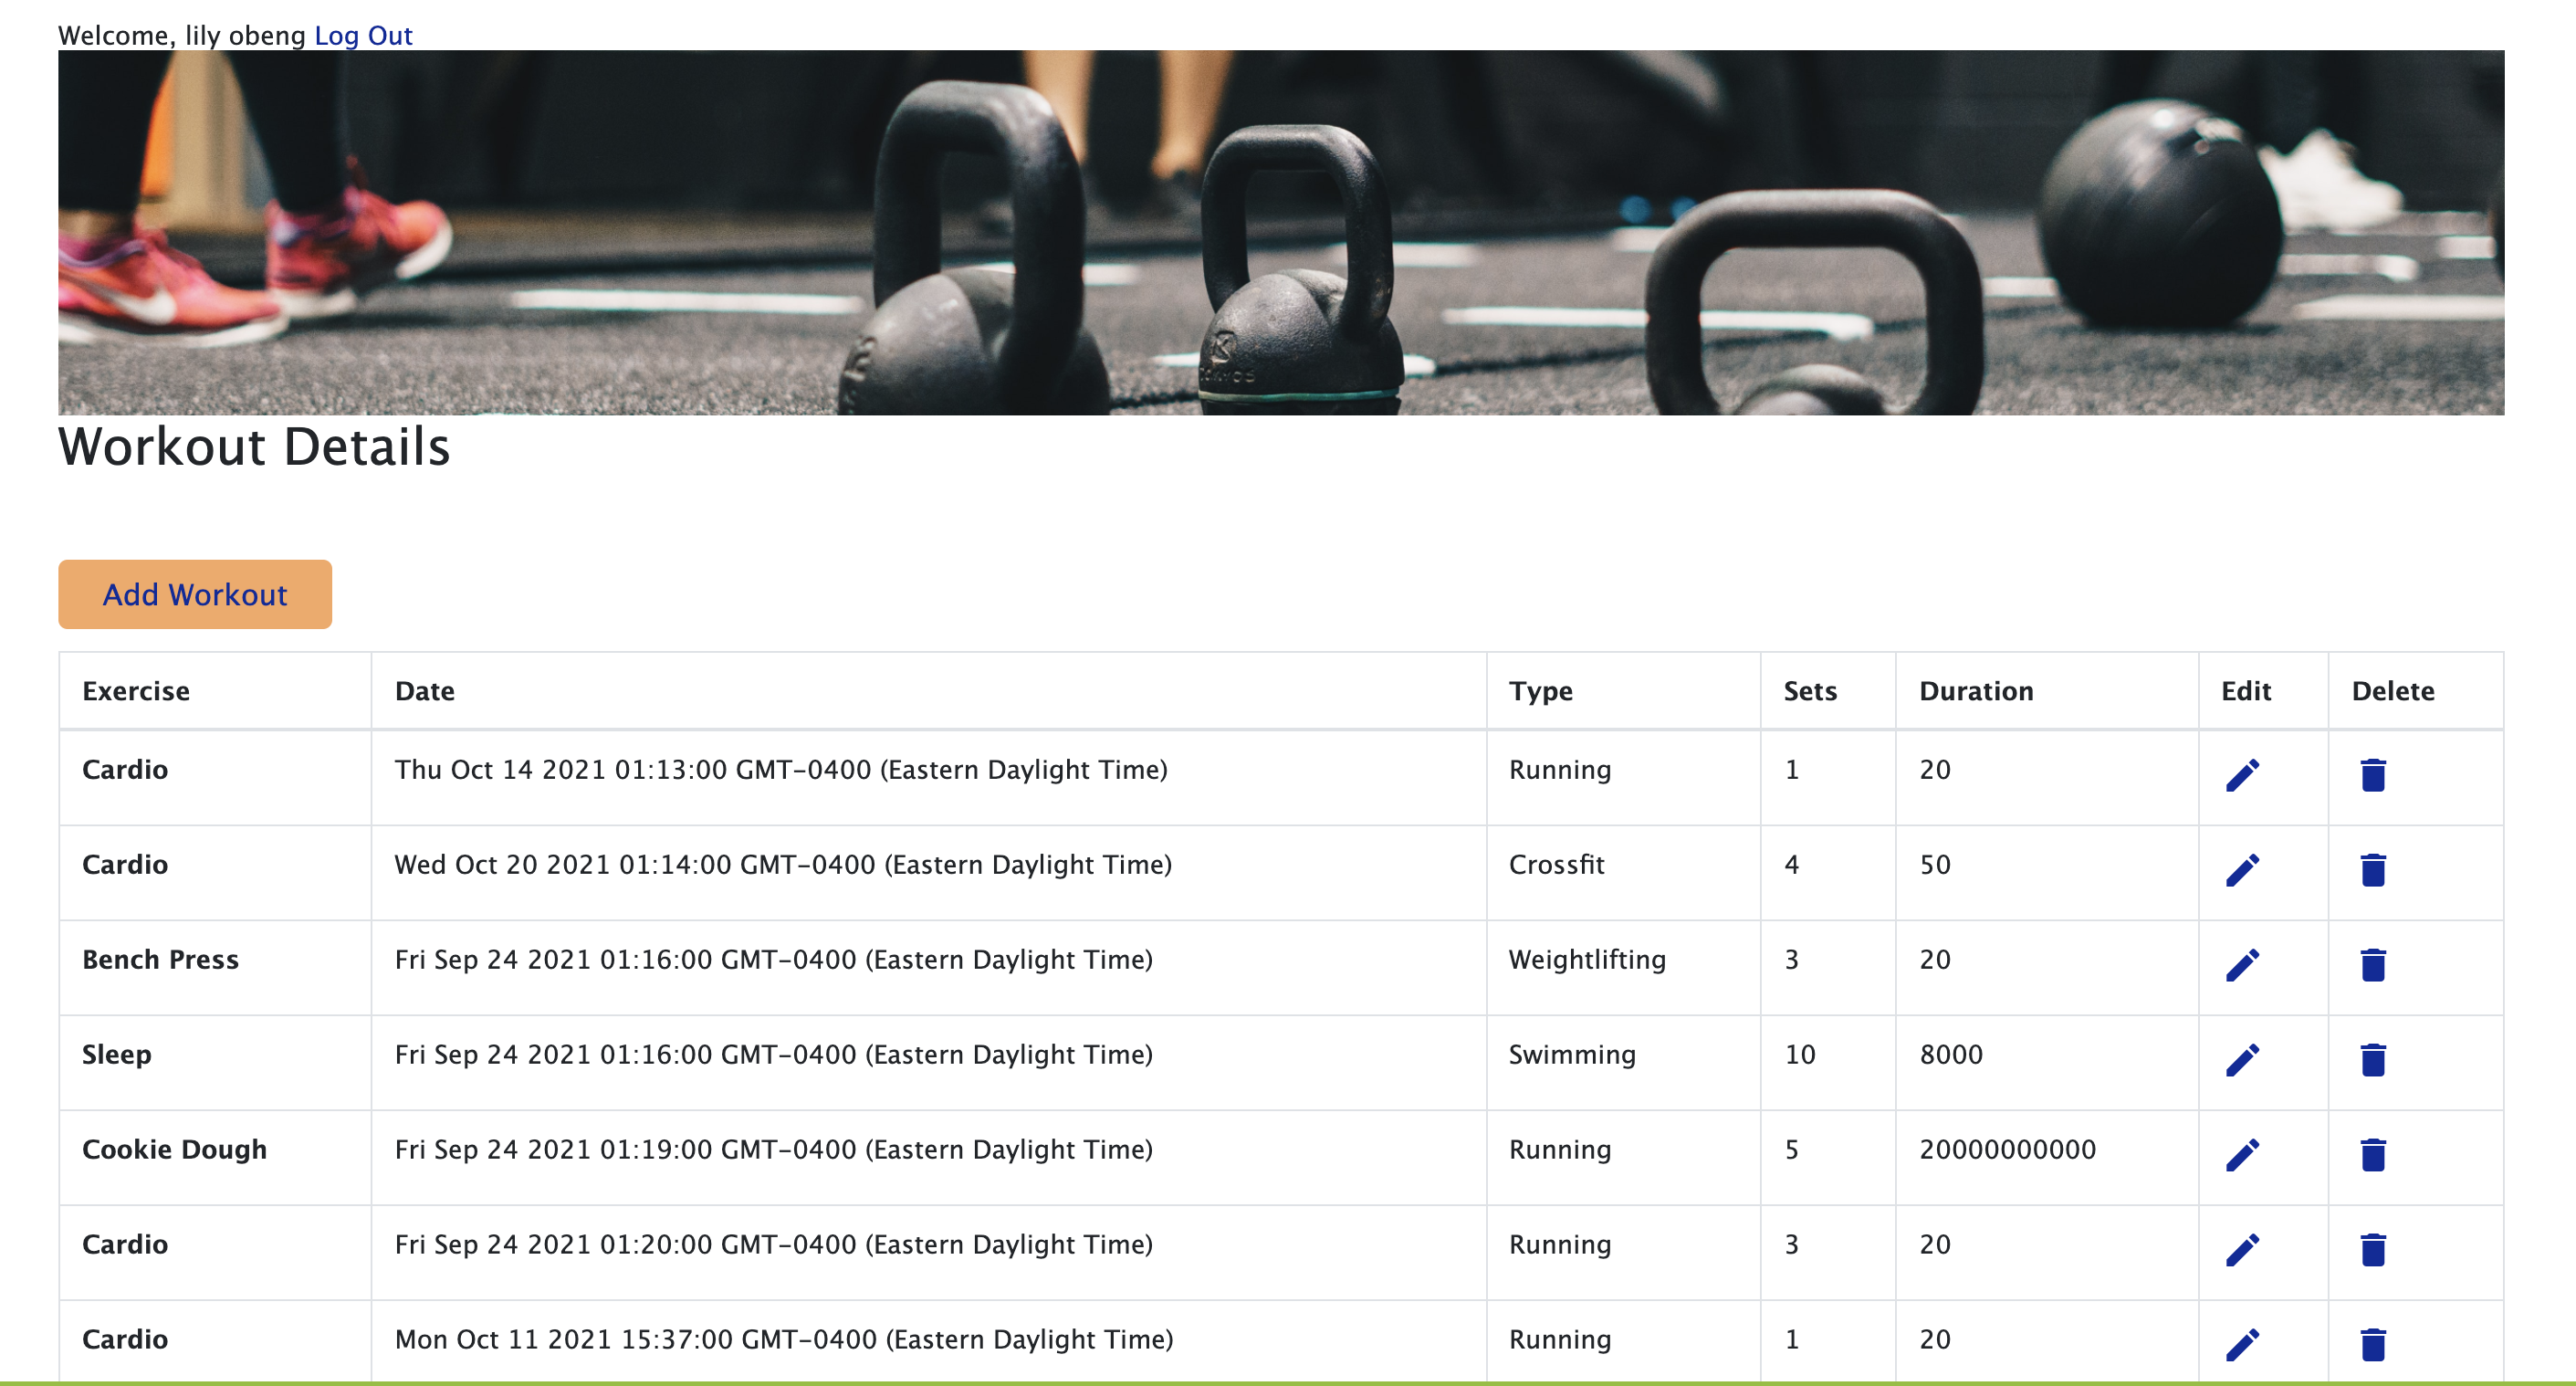 Welcome, lily obeng Log Out
Workout Details
Add Workout
Exercise Date Type Sets Duration Edit Delete
Cardio Thu Oct 14 2021 01:13:00 GMT-0400 (Eastern Daylight Time) Running 1 20
Cardio Wed Oct 20 2021 01:14:00 GMT-0400 (Eastern Daylight Time) Crossfit 4 50
Bench Press Fri Sep 24 2021 01:16:00 GMT-0400 (Eastern Daylight Time) Weightlifting 3 20
Sleep Fri Sep 24 2021 01:16:00 GMT-0400 (Eastern Daylight Time) Swimming 10 8000
Cookie Dough Fri Sep 24 2021 01:19:00 GMT-0400 (Eastern Daylight Time) Running 5 20000000000
Cardio Fri Sep 24 2021 01:20:00 GMT-0400 (Eastern Daylight Time) Running 3 20
Cardio Mon Oct 11 2021 15:37:00 GMT-0400 (Eastern Daylight Time) Running 1 20